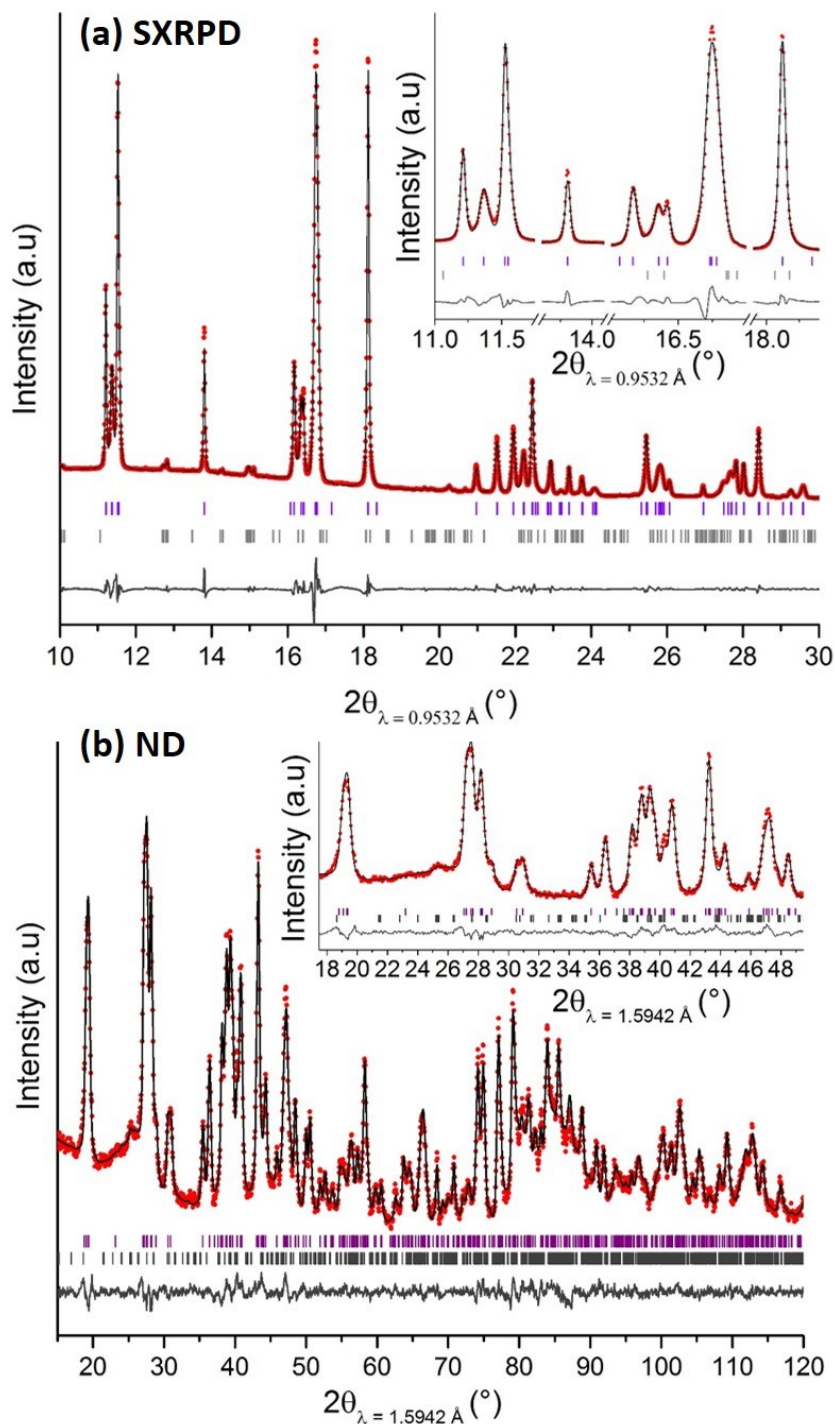 (a) SXRPD
Intensity (a.u)
Intensity (a.u)
11.0 11.5 14.0 16.5 18.0
2θλ = 0.9532 Å (°)
10 12 14 16 18 20 22 24 26 28 30
2θλ = 0.9532 Å (°)
(b) ND
Intensity (a.u)
Intensity (a.u)
18 20 22 24 26 28 30 34 36 38 40 42 44 46 48
2θλ = 1.5942 Å (°)
20 30 40 50 60 70 80 90 100 110 120
2θλ = 1.5942 Å (°)